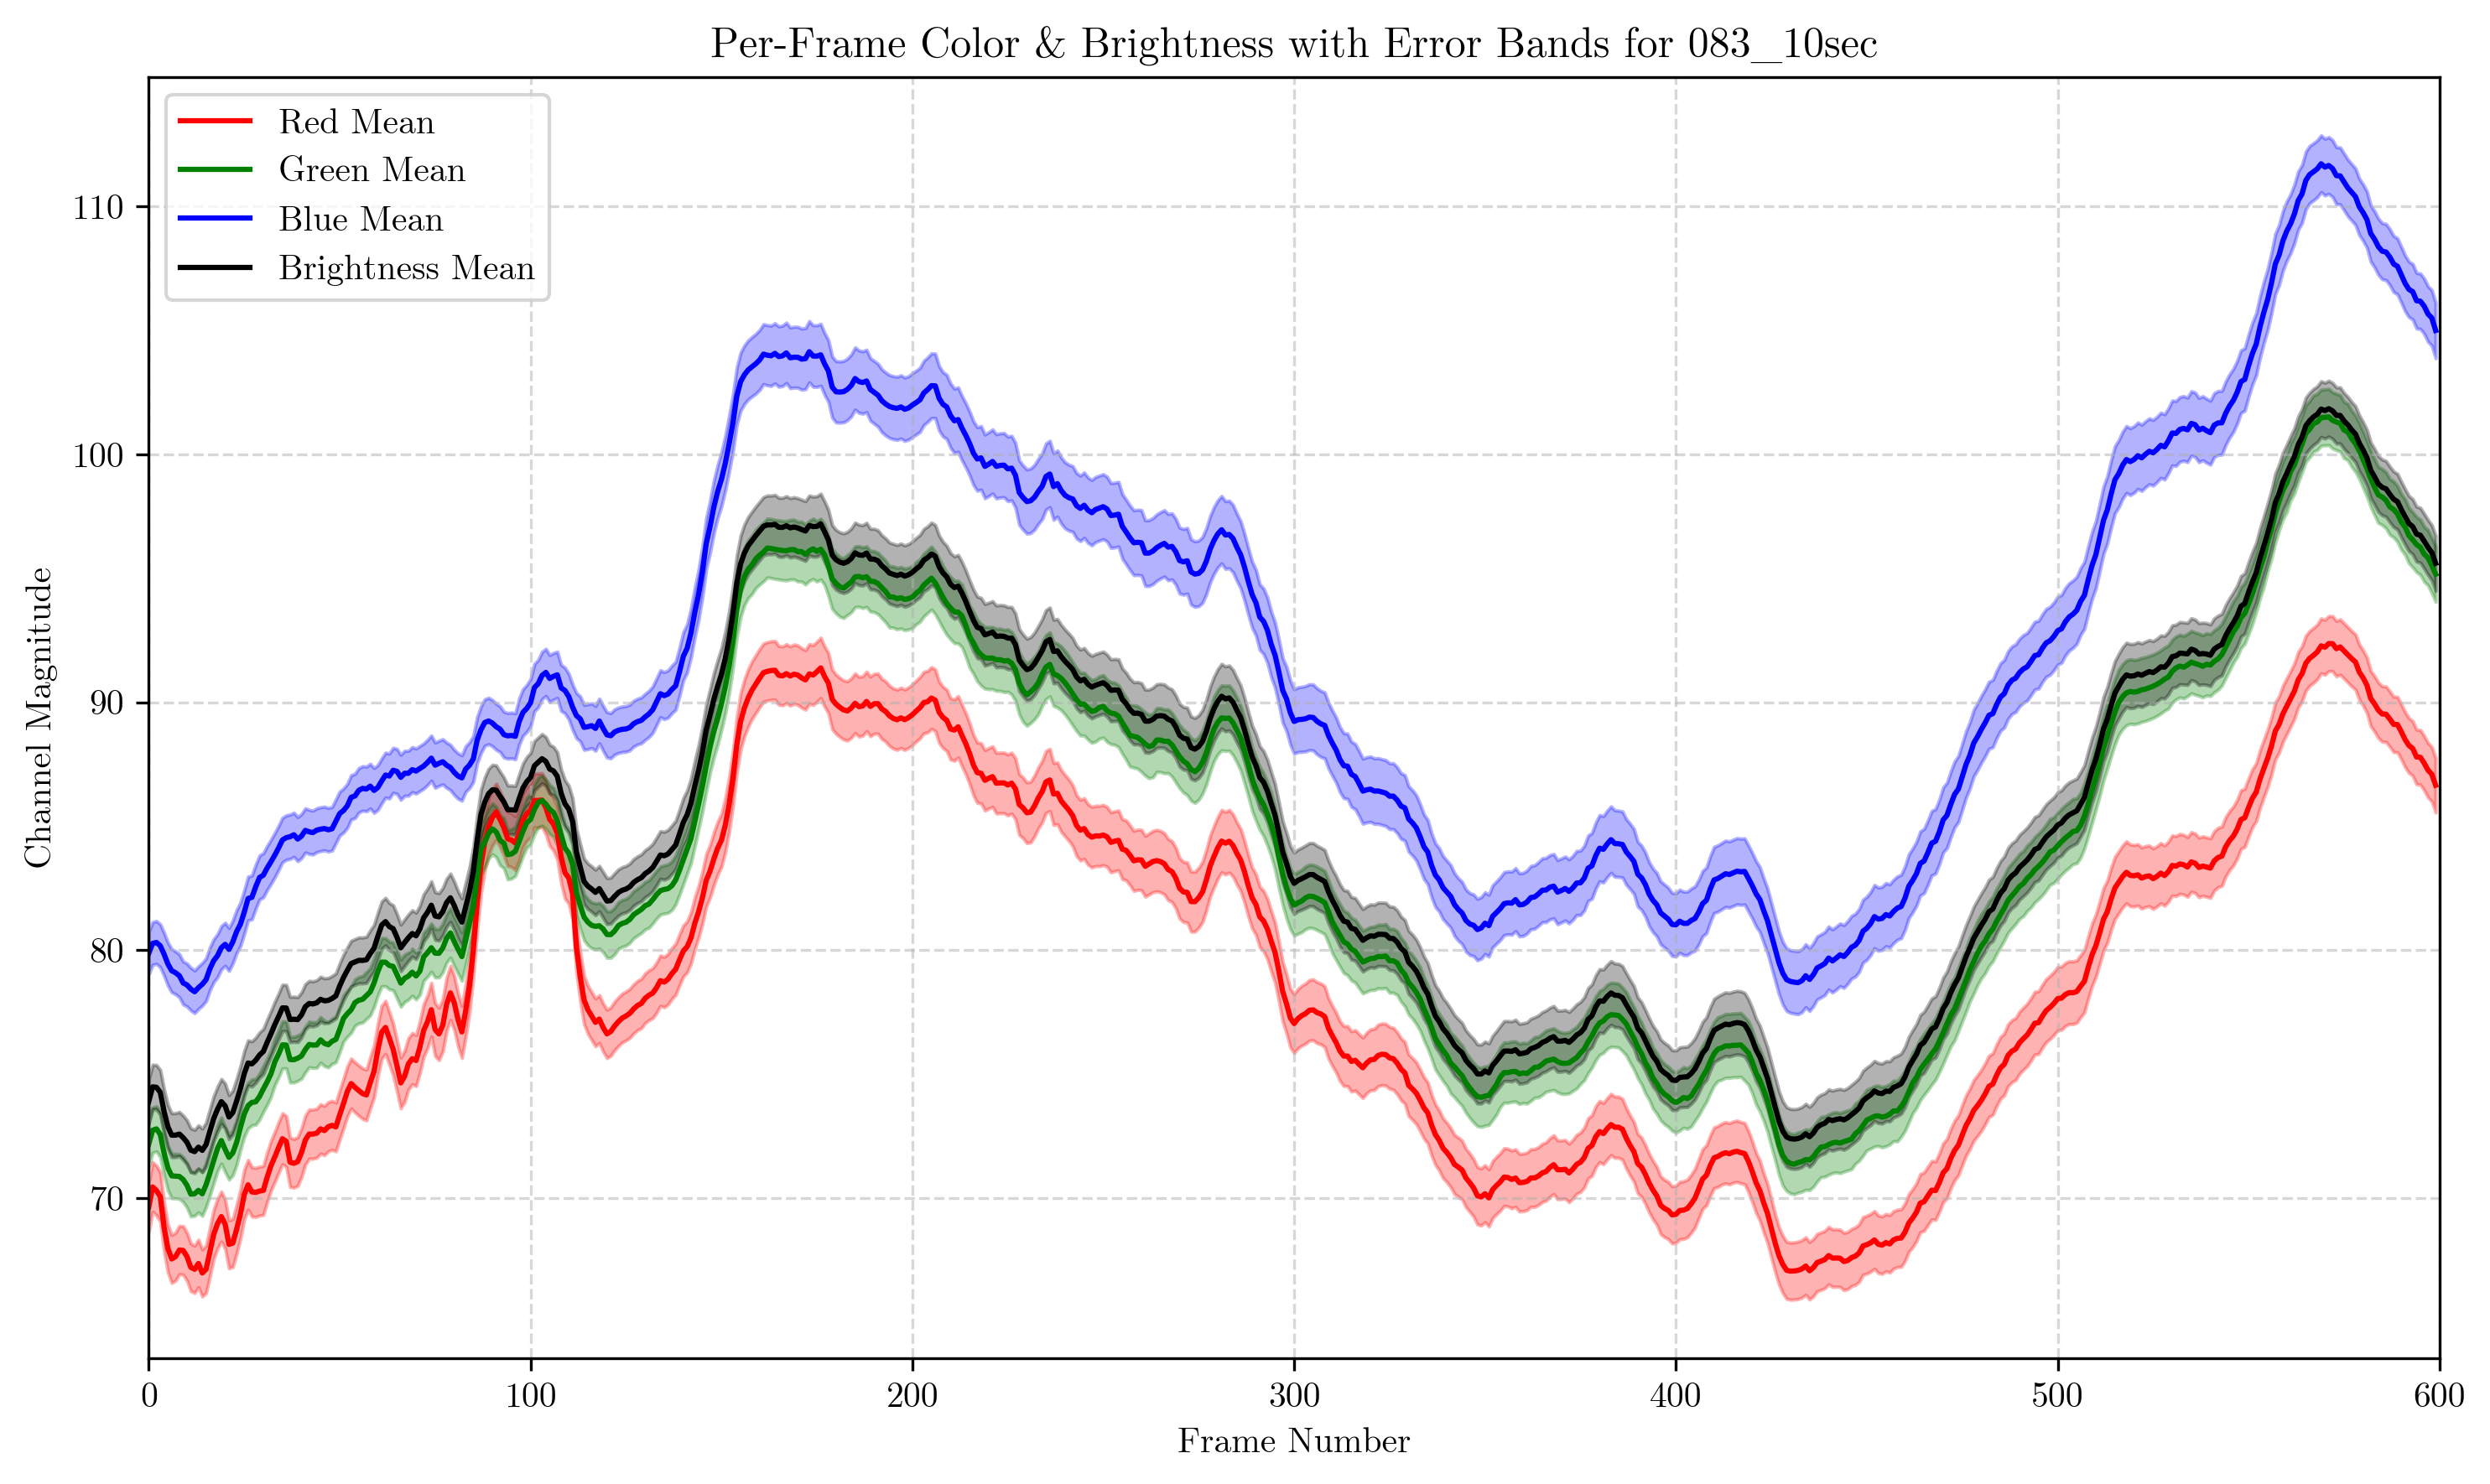 Per-Frame Color & Brightness with Error Bands for 083_10sec
Red Mean
Green Mean
Blue Mean
Brightness Mean
Channel Magnitude
110
100
90
80
70
0 100 200 300 400 500 600
Frame Number